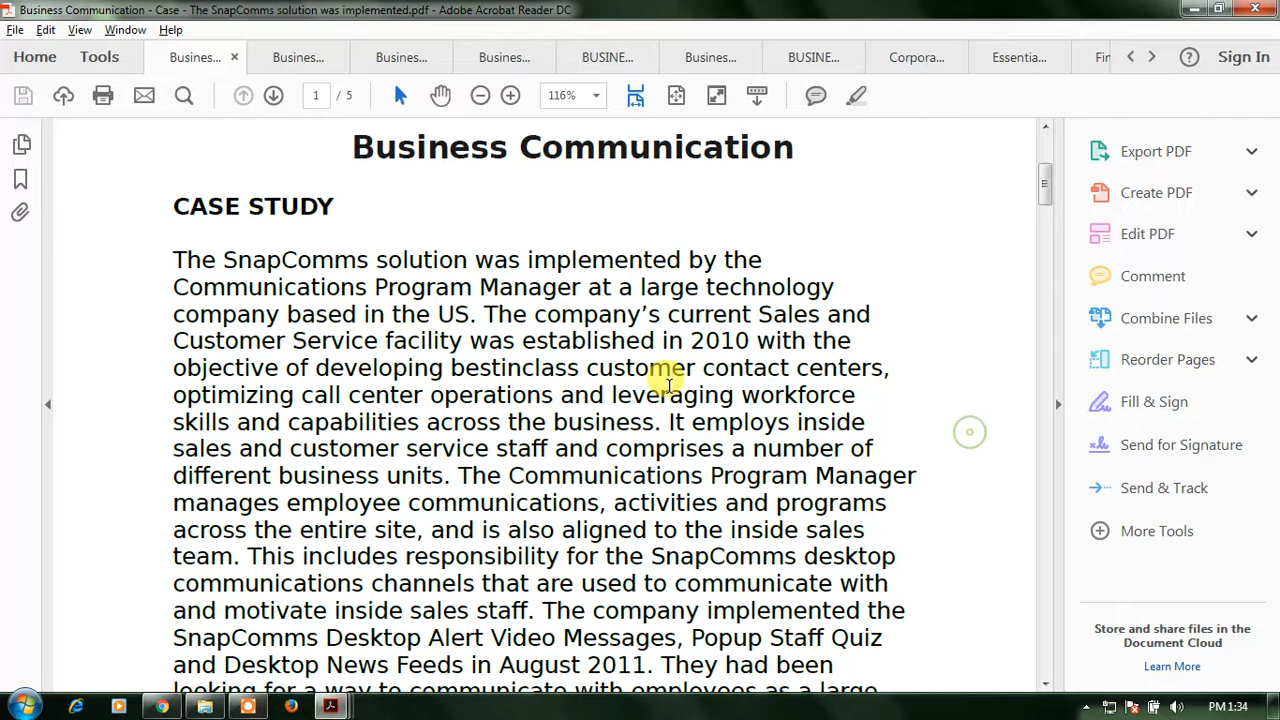 Business Communication - Case - The SnapComms solution was implemented.pdf - Adobe Acrobat Reader DC
File Edit View Window Help
Home Tools Busines... × Busines... Busines... Busines... BUSINE... Busines... BUSINE... Corpora... Essentia... Fir Sign In
1 / 5 116%
Business Communication
CASE STUDY
The SnapComms solution was implemented by the
Communications Program Manager at a large technology
company based in the US. The company’s current Sales and
Customer Service facility was established in 2010 with the
objective of developing bestinclass customer contact centers,
optimizing call center operations and leveraging workforce
skills and capabilities across the business. It employs inside
sales and customer service staff and comprises a number of
different business units. The Communications Program Manager
manages employee communications, activities and programs
across the entire site, and is also aligned to the inside sales
team. This includes responsibility for the SnapComms desktop
communications channels that are used to communicate with
and motivate inside sales staff. The company implemented the
SnapComms Desktop Alert Video Messages, Popup Staff Quiz
and Desktop News Feeds in August 2011. They had been
looking for a way to communicate with employees as a large
Export PDF
Create PDF
Edit PDF
Comment
Combine Files
Reorder Pages
Fill & Sign
Send for Signature
Send & Track
More Tools
Store and share files in the
Document Cloud
Learn More
PM 1:34